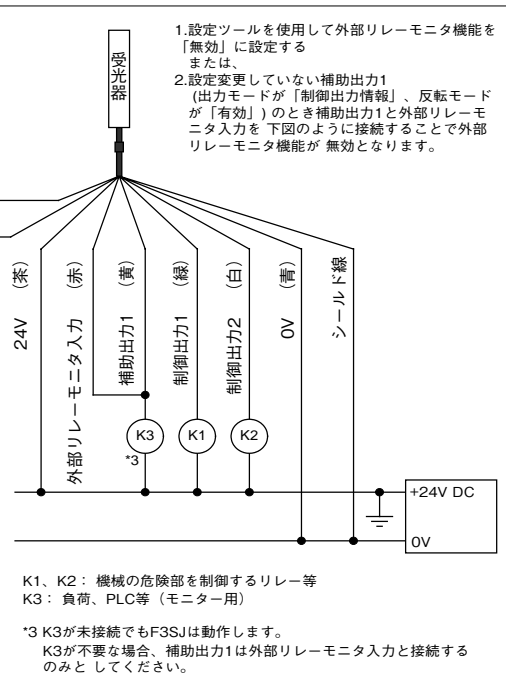 1.設定ツールを使用して外部リレーモニタ機能を
「無効」に設定する
または、
2.設定変更していない補助出力1
(出力モードが「制御出力情報」、反転モード
が「有効」) のとき補助出力1と外部リレーモ
ニタ入力を 下図のように接続することで外部
リレーモニタ機能が 無効となります。
受光器
24V (茶)
外部リレーモニタ入力 (赤)
補助出力1 (黄)
制御出力1 (緑)
制御出力2 (白)
0V (青)
シールド線
K3
K1
K2
*3
+24V DC
0V
K1、K2： 機械の危険部を制御するリレー等
K3： 負荷、PLC等（モニター用）
*3 K3が未接続でもF3SJは動作します。
K3が不要な場合、補助出力1は外部リレーモニタ入力と接続する
のみと してください。